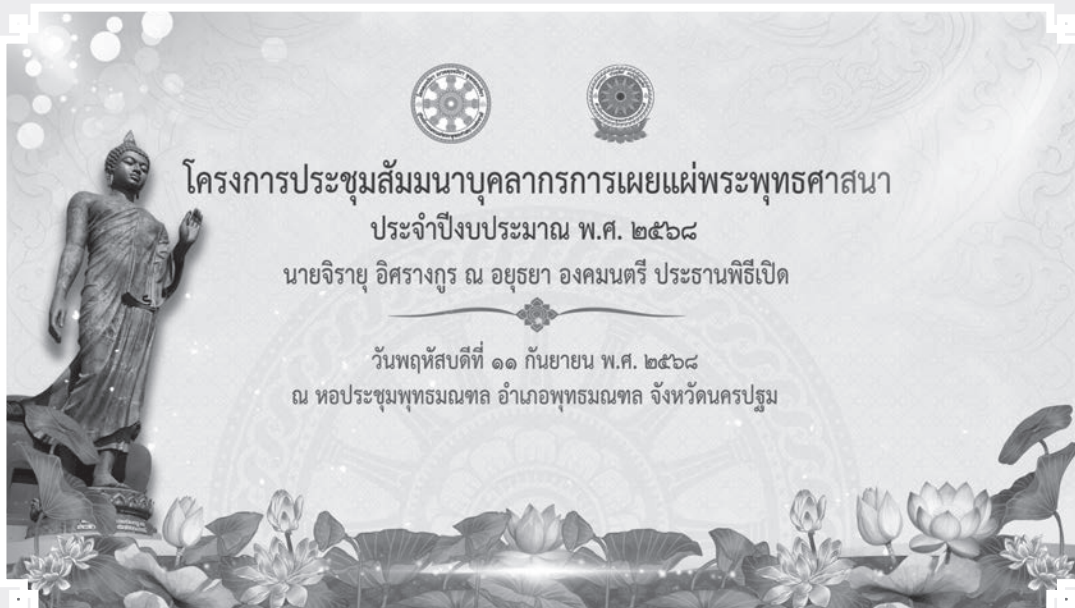 โครงการประชุมสัมมนาบุคลากรการเผยแผ่พระพุทธศาสนา
ประจำปีงบประมาณ พ.ศ. ๒๕๖๘
นายจิรายุ อิศรางกูร ณ อยุธยา องคมนตรี ประธานพิธีเปิด
วันพฤหัสบดีที่ ๑๑ กันยายน พ.ศ. ๒๕๖๘
ณ หอประชุมพุทธมณฑล อำเภอพุทธมณฑล จังหวัดนครปฐม